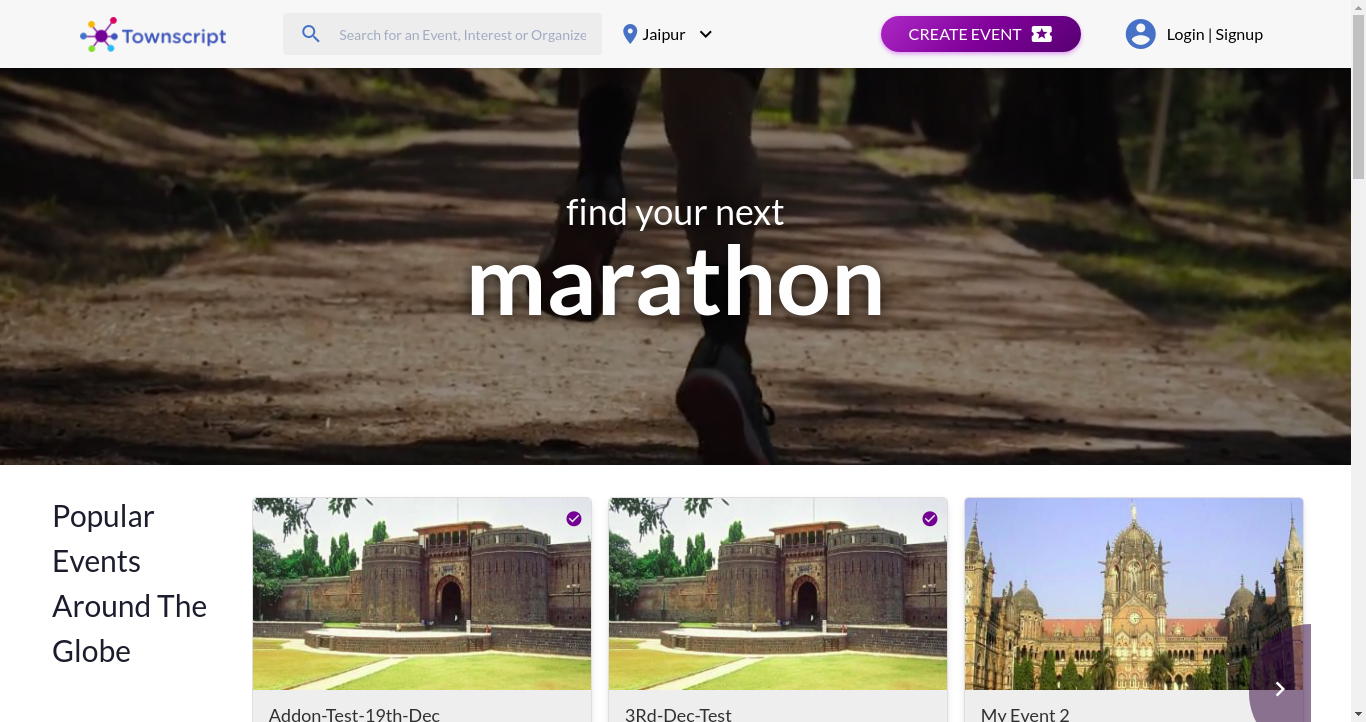 Townscript
Search for an Event, Interest or Organize
Jaipur
CREATE EVENT
Login | Signup
find your next
marathon
Popular
Events
Around The
Globe
Addon-Test-19th-Dec
3Rd-Dec-Test
My Event 2